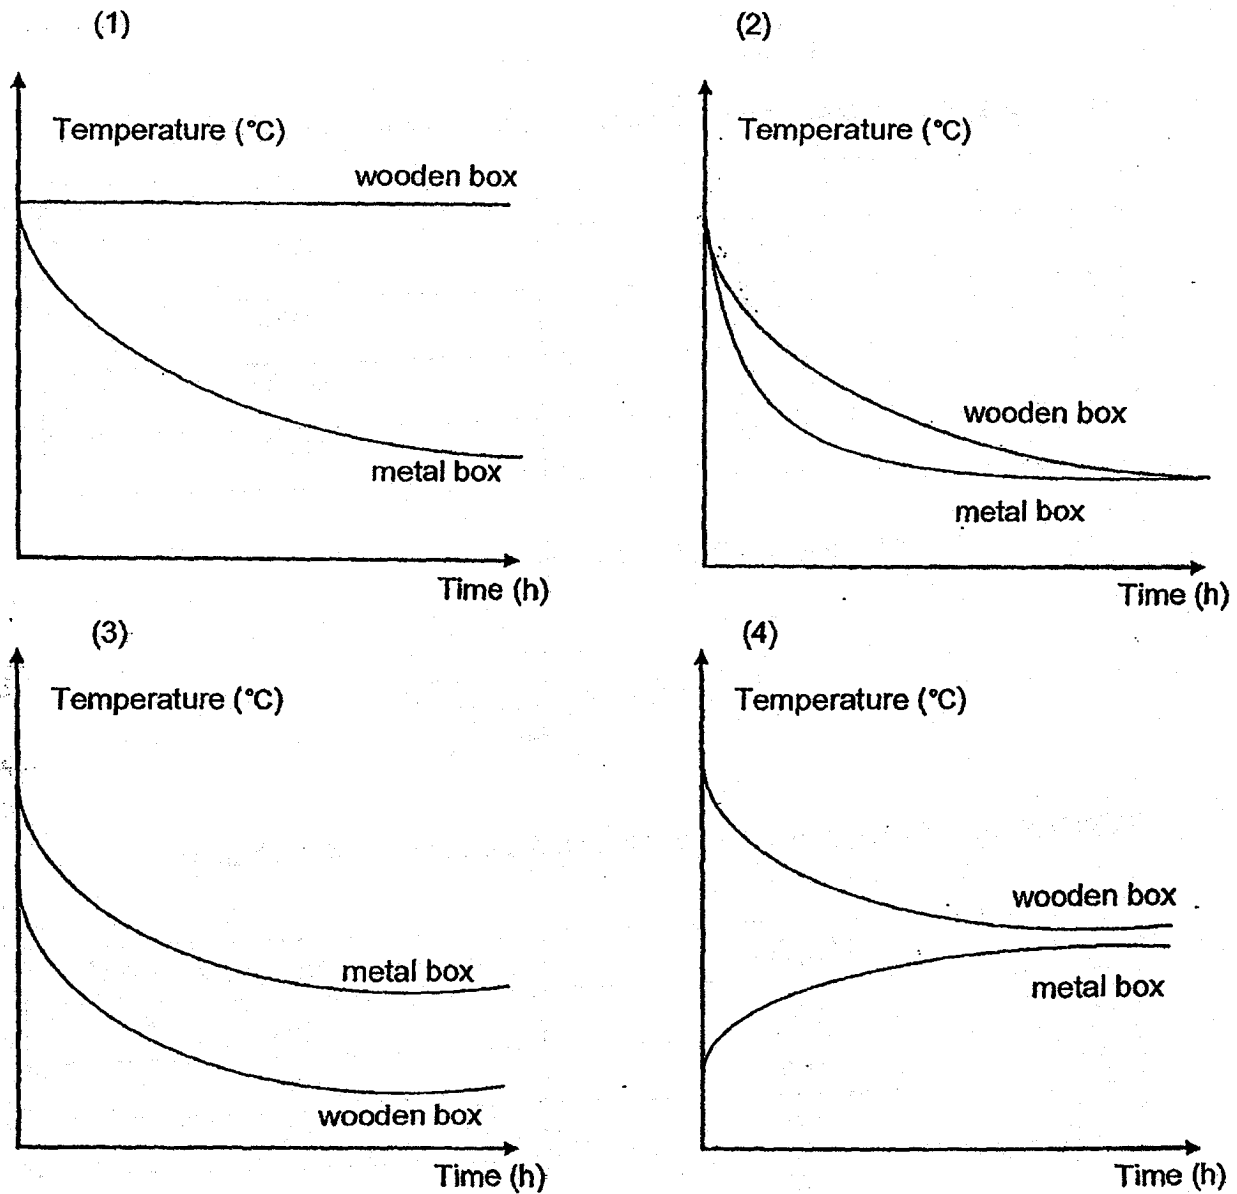 (1)
Temperature (°C)
wooden box
metal box
Time (h)
(2)
Temperature (°C)
wooden box
metal box
Time (h)
(3)
Temperature (°C)
metal box
wooden box
Time (h)
(4)
Temperature (°C)
wooden box
metal box
Time (h)